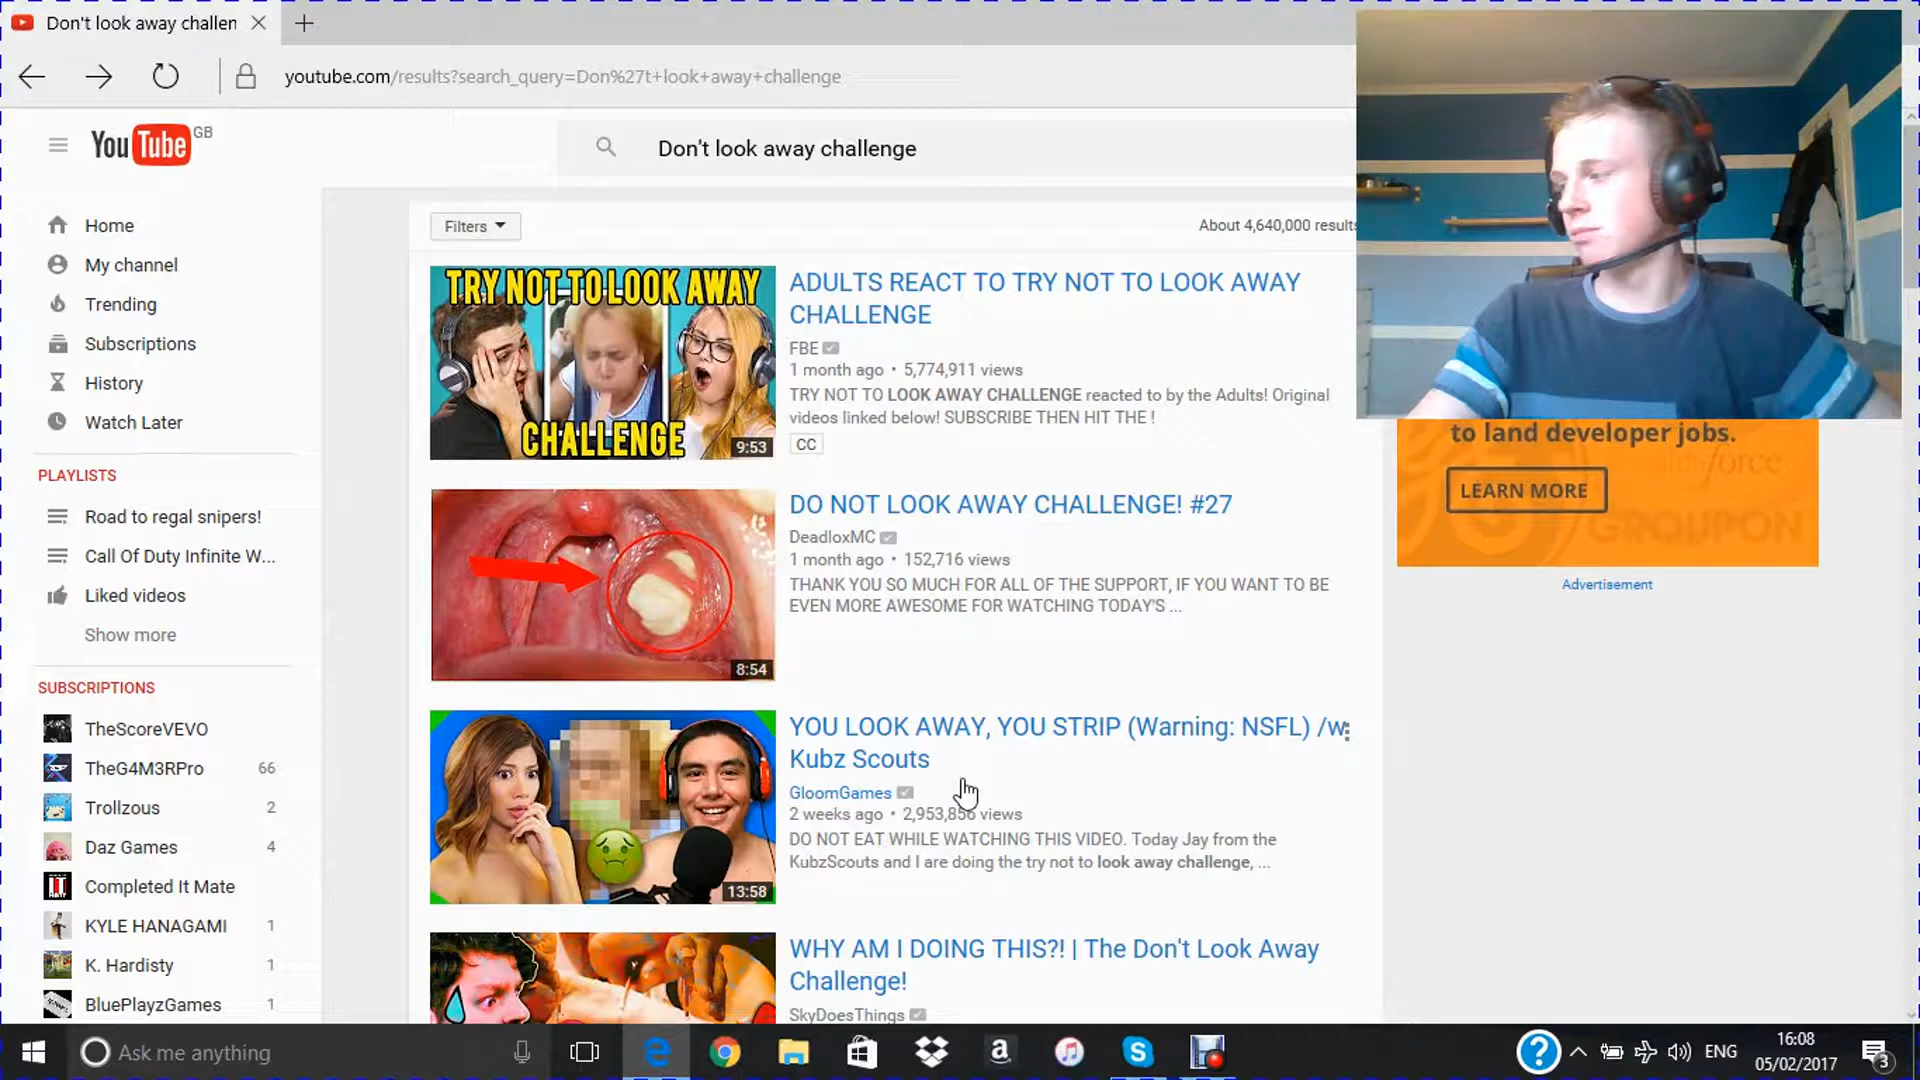 Don't look away challen
youtube.com/results?search_query=Don%27t+look+away+challenge
YouTube GB
Don't look away challenge
Home
My channel
Trending
Subscriptions
History
Watch Later
PLAYLISTS
Road to regal snipers!
Call Of Duty Infinite W...
Liked videos
Show more
SUBSCRIPTIONS
TheScoreVEVO
TheG4M3RPro 66
Trollzous 2
Daz Games 4
Completed It Mate
KYLE HANAGAMI 1
K. Hardisty 1
BluePlayzGames 1
Filters
About 4,640,000 results
TRY NOT TO LOOK AWAY
CHALLENGE
9:53
ADULTS REACT TO TRY NOT TO LOOK AWAY
CHALLENGE
FBE
1 month ago • 5,774,911 views
TRY NOT TO LOOK AWAY CHALLENGE reacted to by the Adults! Original
videos linked below! SUBSCRIBE THEN HIT THE !
CC
8:54
DO NOT LOOK AWAY CHALLENGE! #27
DeadloxMC
1 month ago • 152,716 views
THANK YOU SO MUCH FOR ALL OF THE SUPPORT, IF YOU WANT TO BE
EVEN MORE AWESOME FOR WATCHING TODAY'S ...
13:58
YOU LOOK AWAY, YOU STRIP (Warning: NSFL) /w
Kubz Scouts
GloomGames
2 weeks ago • 2,953,856 views
DO NOT EAT WHILE WATCHING THIS VIDEO. Today Jay from the
KubzScouts and I are doing the try not to look away challenge, ...
WHY AM I DOING THIS?! | The Don't Look Away
Challenge!
SkyDoesThings
to land developer jobs.
LEARN MORE
GROUPON
Advertisement
Ask me anything
ENG
16:08
05/02/2017
3